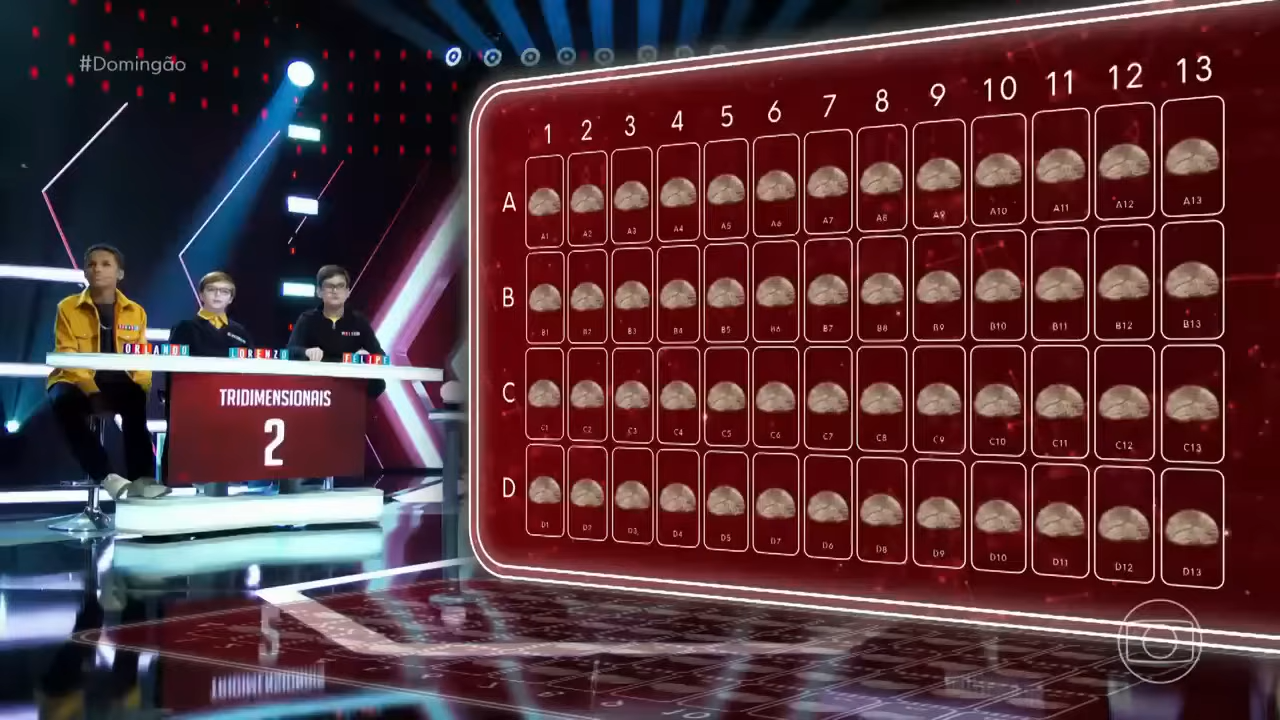 #Domingão
1 2 3 4 5 6 7 8 9 10 11 12 13
A
A1 A2 A3 A4 A5 A6 A7 A8 A9 A10 A11 A12 A13
B
B1 B2 B3 B4 B5 B6 B7 B8 B9 B10 B11 B12 B13
C
C1 C2 C3 C4 C5 C6 C7 C8 C9 C10 C11 C12 C13
D
D1 D2 D3 D4 D5 D7 D6 D8 D9 D10 D11 D12 D13
ORLANDO LORENZO FELIPE
TRIDIMENSIONAIS
2